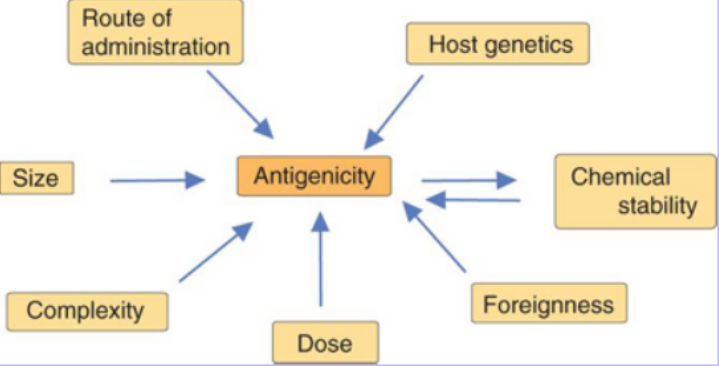 Route of
administration
Host genetics
Size
Antigenicity
Chemical
stability
Complexity
Foreignness
Dose